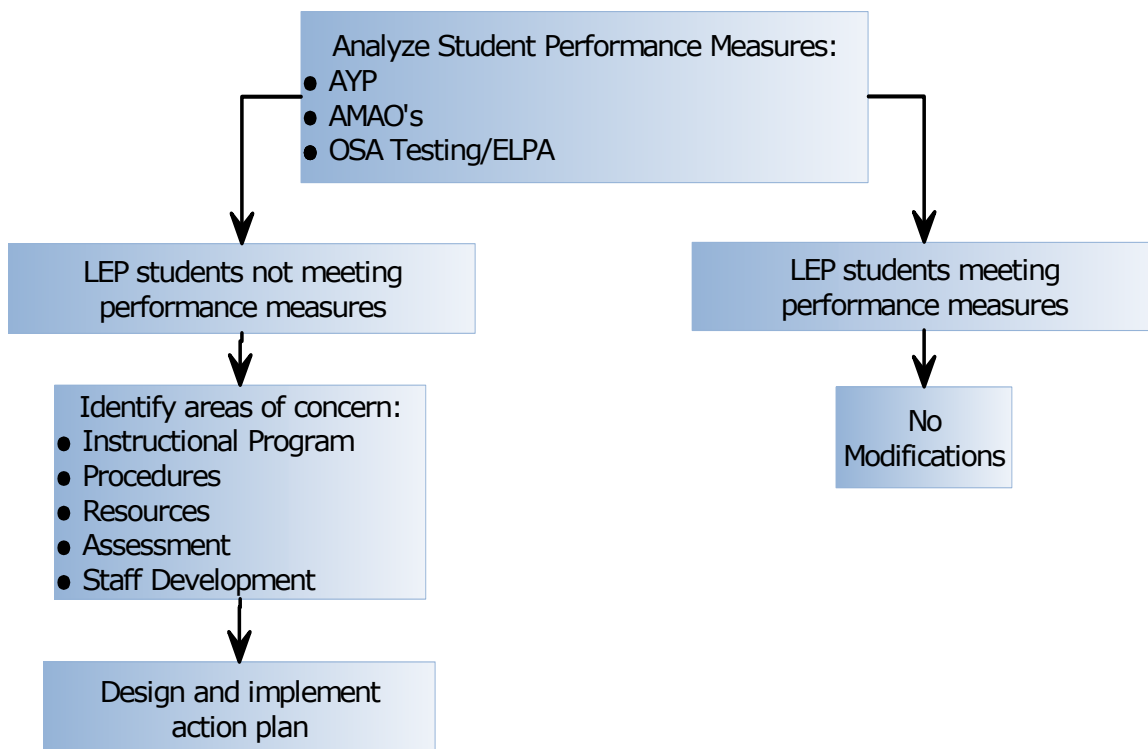 Analyze Student Performance Measures:
● AYP
● AMAO's
● OSA Testing/ELPA
LEP students not meeting
performance measures
LEP students meeting
performance measures
Identify areas of concern:
● Instructional Program
● Procedures
● Resources
● Assessment
● Staff Development
No
Modifications
Design and implement
action plan